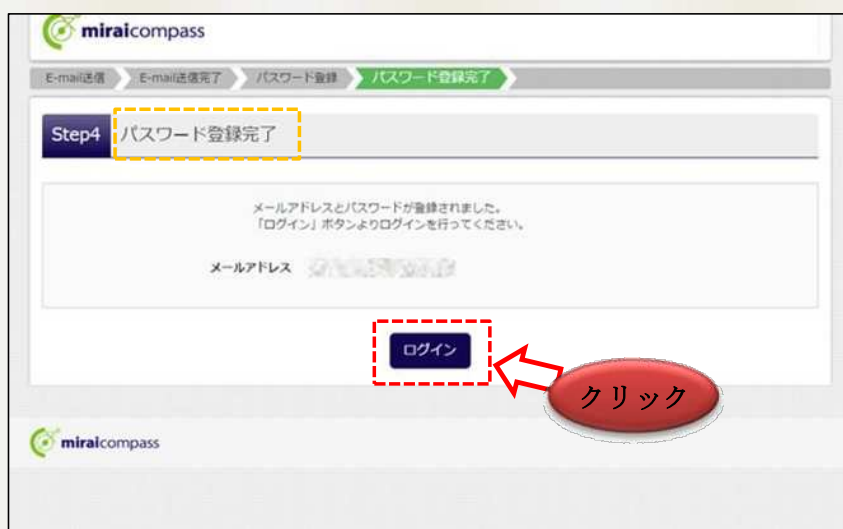 miraicompass
E-mail送信 E-mail送信完了 パスワード登録 パスワード登録完了
Step4 パスワード登録完了
メールアドレスとパスワードが登録されました。
「ログイン」ボタンよりログインを行ってください。
メールアドレス
ログイン
クリック
miraicompass